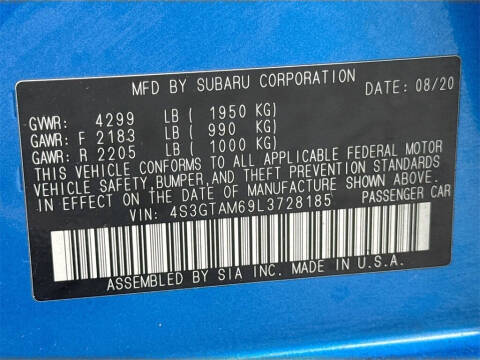 MFD BY SUBARU CORPORATION
DATE: 08/20
GVWR: 4299 LB ( 1950 KG)
GAWR: F 2183 LB ( 990 KG)
GAWR: R 2205 LB ( 1000 KG)
THIS VEHICLE CONFORMS TO ALL APPLICABLE FEDERAL MOTOR
VEHICLE SAFETY,BUMPER,AND THEFT PREVENTION STANDARDS
IN EFFECT ON THE DATE OF MANUFACTURE SHOWN ABOVE.
VIN: 4S3GTAM69L3728185 PASSENGER CAR
ASSEMBLED BY SIA INC. MADE IN U.S.A.